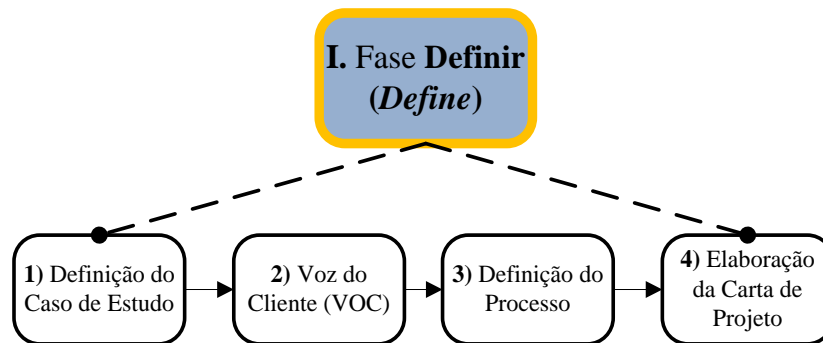 I. Fase Definir
(Define)
1) Definição do
Caso de Estudo
2) Voz do
Cliente (VOC)
3) Definição do
Processo
4) Elaboração
da Carta de
Projeto